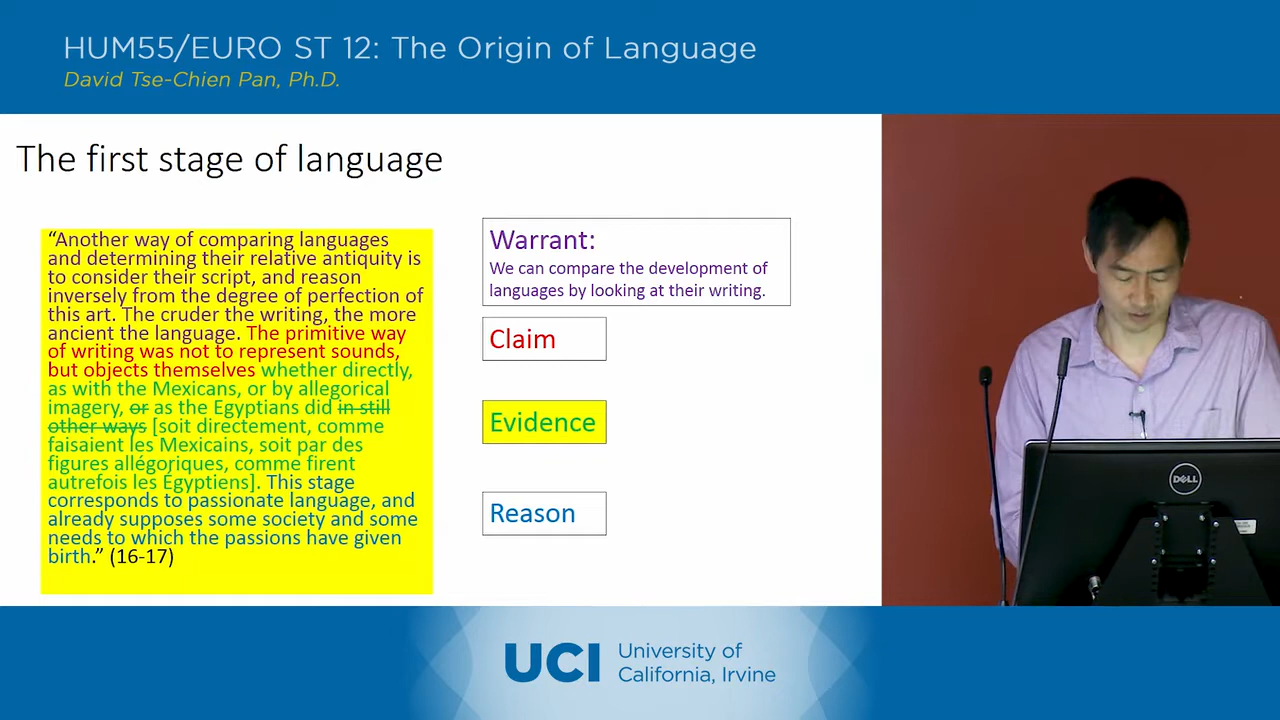 HUM55/EURO ST 12: The Origin of Language
David Tse-Chien Pan, Ph.D.
The first stage of language
“Another way of comparing languages
and determining their relative antiquity is
to consider their script, and reason
inversely from the degree of perfection of
this art. The cruder the writing, the more
ancient the language. The primitive way
of writing was not to represent sounds,
but objects themselves whether directly,
as with the Mexicans, or by allegorical
imagery, or as the Egyptians did in still
other ways [soit directement, comme
faisaient les Mexicains, soit par des
figures allégoriques, comme firent
autrefois les Égyptiens]. This stage
corresponds to passionate language, and
already supposes some society and some
needs to which the passions have given
birth.” (16-17)
Warrant:
We can compare the development of
languages by looking at their writing.
Claim
Evidence
Reason
DELL
UCI
University of
California, Irvine